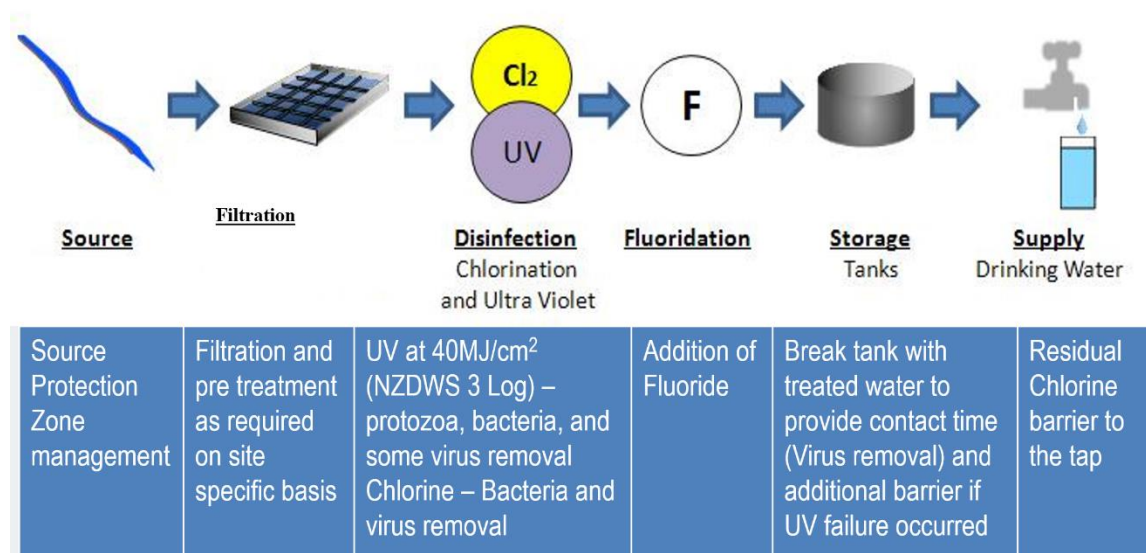 Cl2
UV
F
Source
Filtration
Disinfection
Chlorination
and Ultra Violet
Fluoridation
Storage
Tanks
Supply
Drinking Water
Source
Protection
Zone
management
Filtration and
pre treatment
as required
on site
specific basis
UV at 40MJ/cm²
(NZDWS 3 Log) –
protozoa, bacteria, and
some virus removal
Chlorine – Bacteria and
virus removal
Addition of
Fluoride
Break tank with
treated water to
provide contact time
(Virus removal) and
additional barrier if
UV failure occurred
Residual
Chlorine
barrier to
the tap